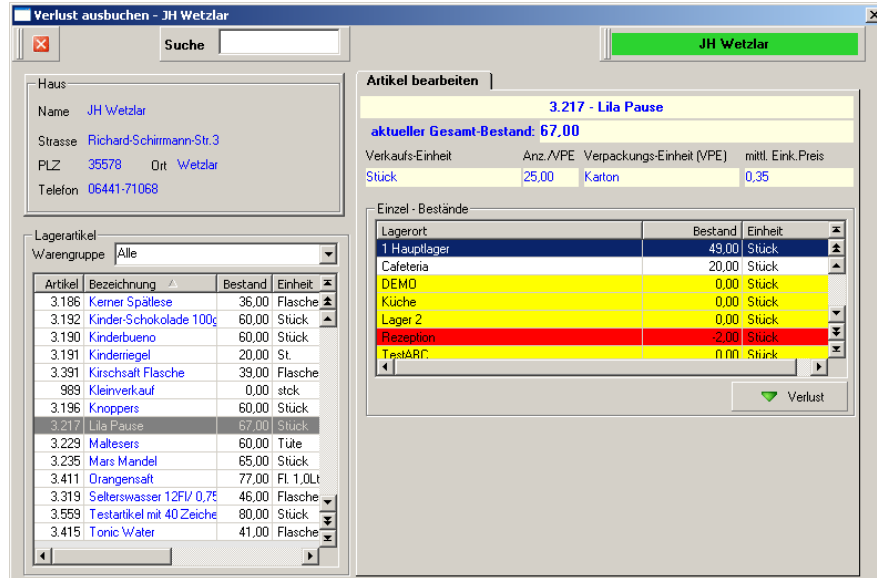 Verlust ausbuchen - JH Wetzlar
Suche
JH Wetzlar
Haus
Name JH Wetzlar
Strasse Richard-Schirrmann-Str.3
PLZ 35578 Ort Wetzlar
Telefon 06441-71068
Lagerartikel
Warengruppe Alle
Artikel Bezeichnung Bestand Einheit
3.186 Kerner Spätlese 36,00 Flasche
3.192 Kinder-Schokolade 100g 60,00 Stück
3.190 Kinderbueno 60,00 Stück
3.191 Kinderriegel 20,00 St.
3.391 Kirschsaft Flasche 39,00 Flasche
989 Kleinverkauf 0,00 stck
3.196 Knoppers 60,00 Stück
3.217 Lila Pause 67,00 Stück
3.229 Maltesers 60,00 Tüte
3.235 Mars Mandel 65,00 Stück
3.411 Orangensaft 77,00 Fl. 1,0Lt
3.319 Selterswasser 12Fl/ 0,75 46,00 Flasche
3.559 Testartikel mit 40 Zeiche 80,00 Stück
3.415 Tonic Water 41,00 Flasche
Artikel bearbeiten
3.217 - Lila Pause
aktueller Gesamt-Bestand: 67,00
Verkaufs-Einheit Anz./VPE Verpackungs-Einheit (VPE) mittl. Eink.Preis
Stück 25,00 Karton 0,35
Einzel - Bestände
Lagerort Bestand Einheit
1 Hauptlager 49,00 Stück
Cafeteria 20,00 Stück
DEMO 0,00 Stück
Küche 0,00 Stück
Lager 2 0,00 Stück
Rezeption -2,00 Stück
TestABC 0,00 Stück
Verlust